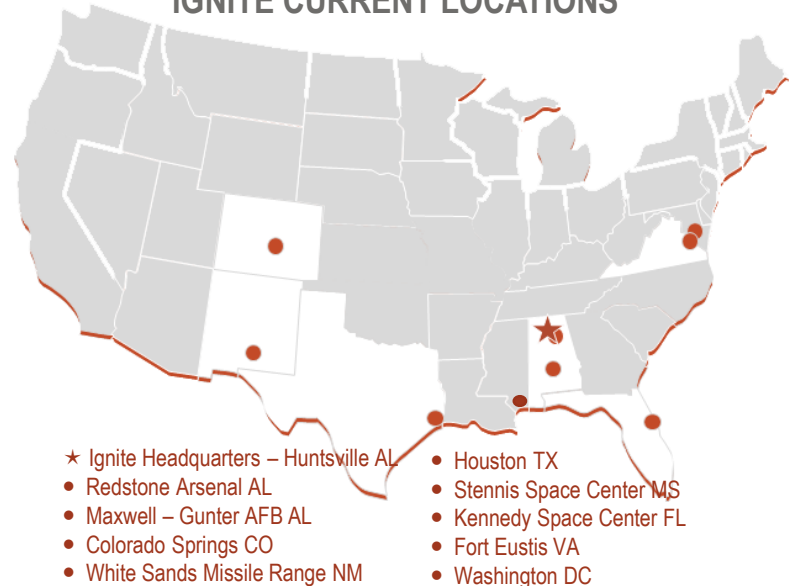 IGNITE CURRENT LOCATIONS
★ Ignite Headquarters – Huntsville AL
• Redstone Arsenal AL
• Maxwell – Gunter AFB AL
• Colorado Springs CO
• White Sands Missile Range NM
• Houston TX
• Stennis Space Center MS
• Kennedy Space Center FL
• Fort Eustis VA
• Washington DC